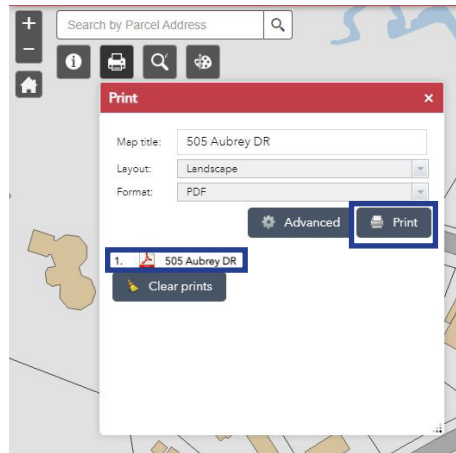 Search by Parcel Address
Print
Map title: 505 Aubrey DR
Layout: Landscape
Format: PDF
Advanced Print
1. 505 Aubrey DR
Clear prints